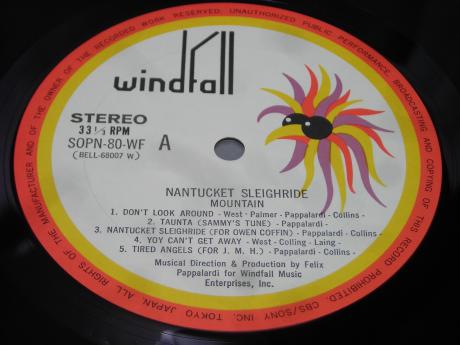 windfall
STEREO
33 1/3 RPM
SOPN-80-WF A
(BELL-68007 W)
NANTUCKET SLEIGHRIDE
MOUNTAIN
1. DON'T LOOK AROUND - West - Palmer - Pappalardi - Collins -
2. TAUNTA (SAMMY'S TUNE) - Pappalardi -
3. NANTUCKET SLEIGHRIDE (FOR OWEN COFFIN) - Pappalardi - Collins -
4. YOY CAN'T GET AWAY - West - Colling - Laing -
5. TIRED ANGELS (FOR J. M. H.) - Pappalardi - Collins -
Musical Direction & Production by Felix
Pappalardi for Windfall Music
Enterprises, Inc.
ALL RIGHTS OF THE MANUFACTURER AND OF THE OWNER OF THE RECORDED WORK RESERVED. UNAUTHORIZED PUBLIC PERFORMANCE, BROADCASTING AND COPYING OF THIS RECORD PROHIBITED. CBS/SONY INC. TOKYO JAPAN.